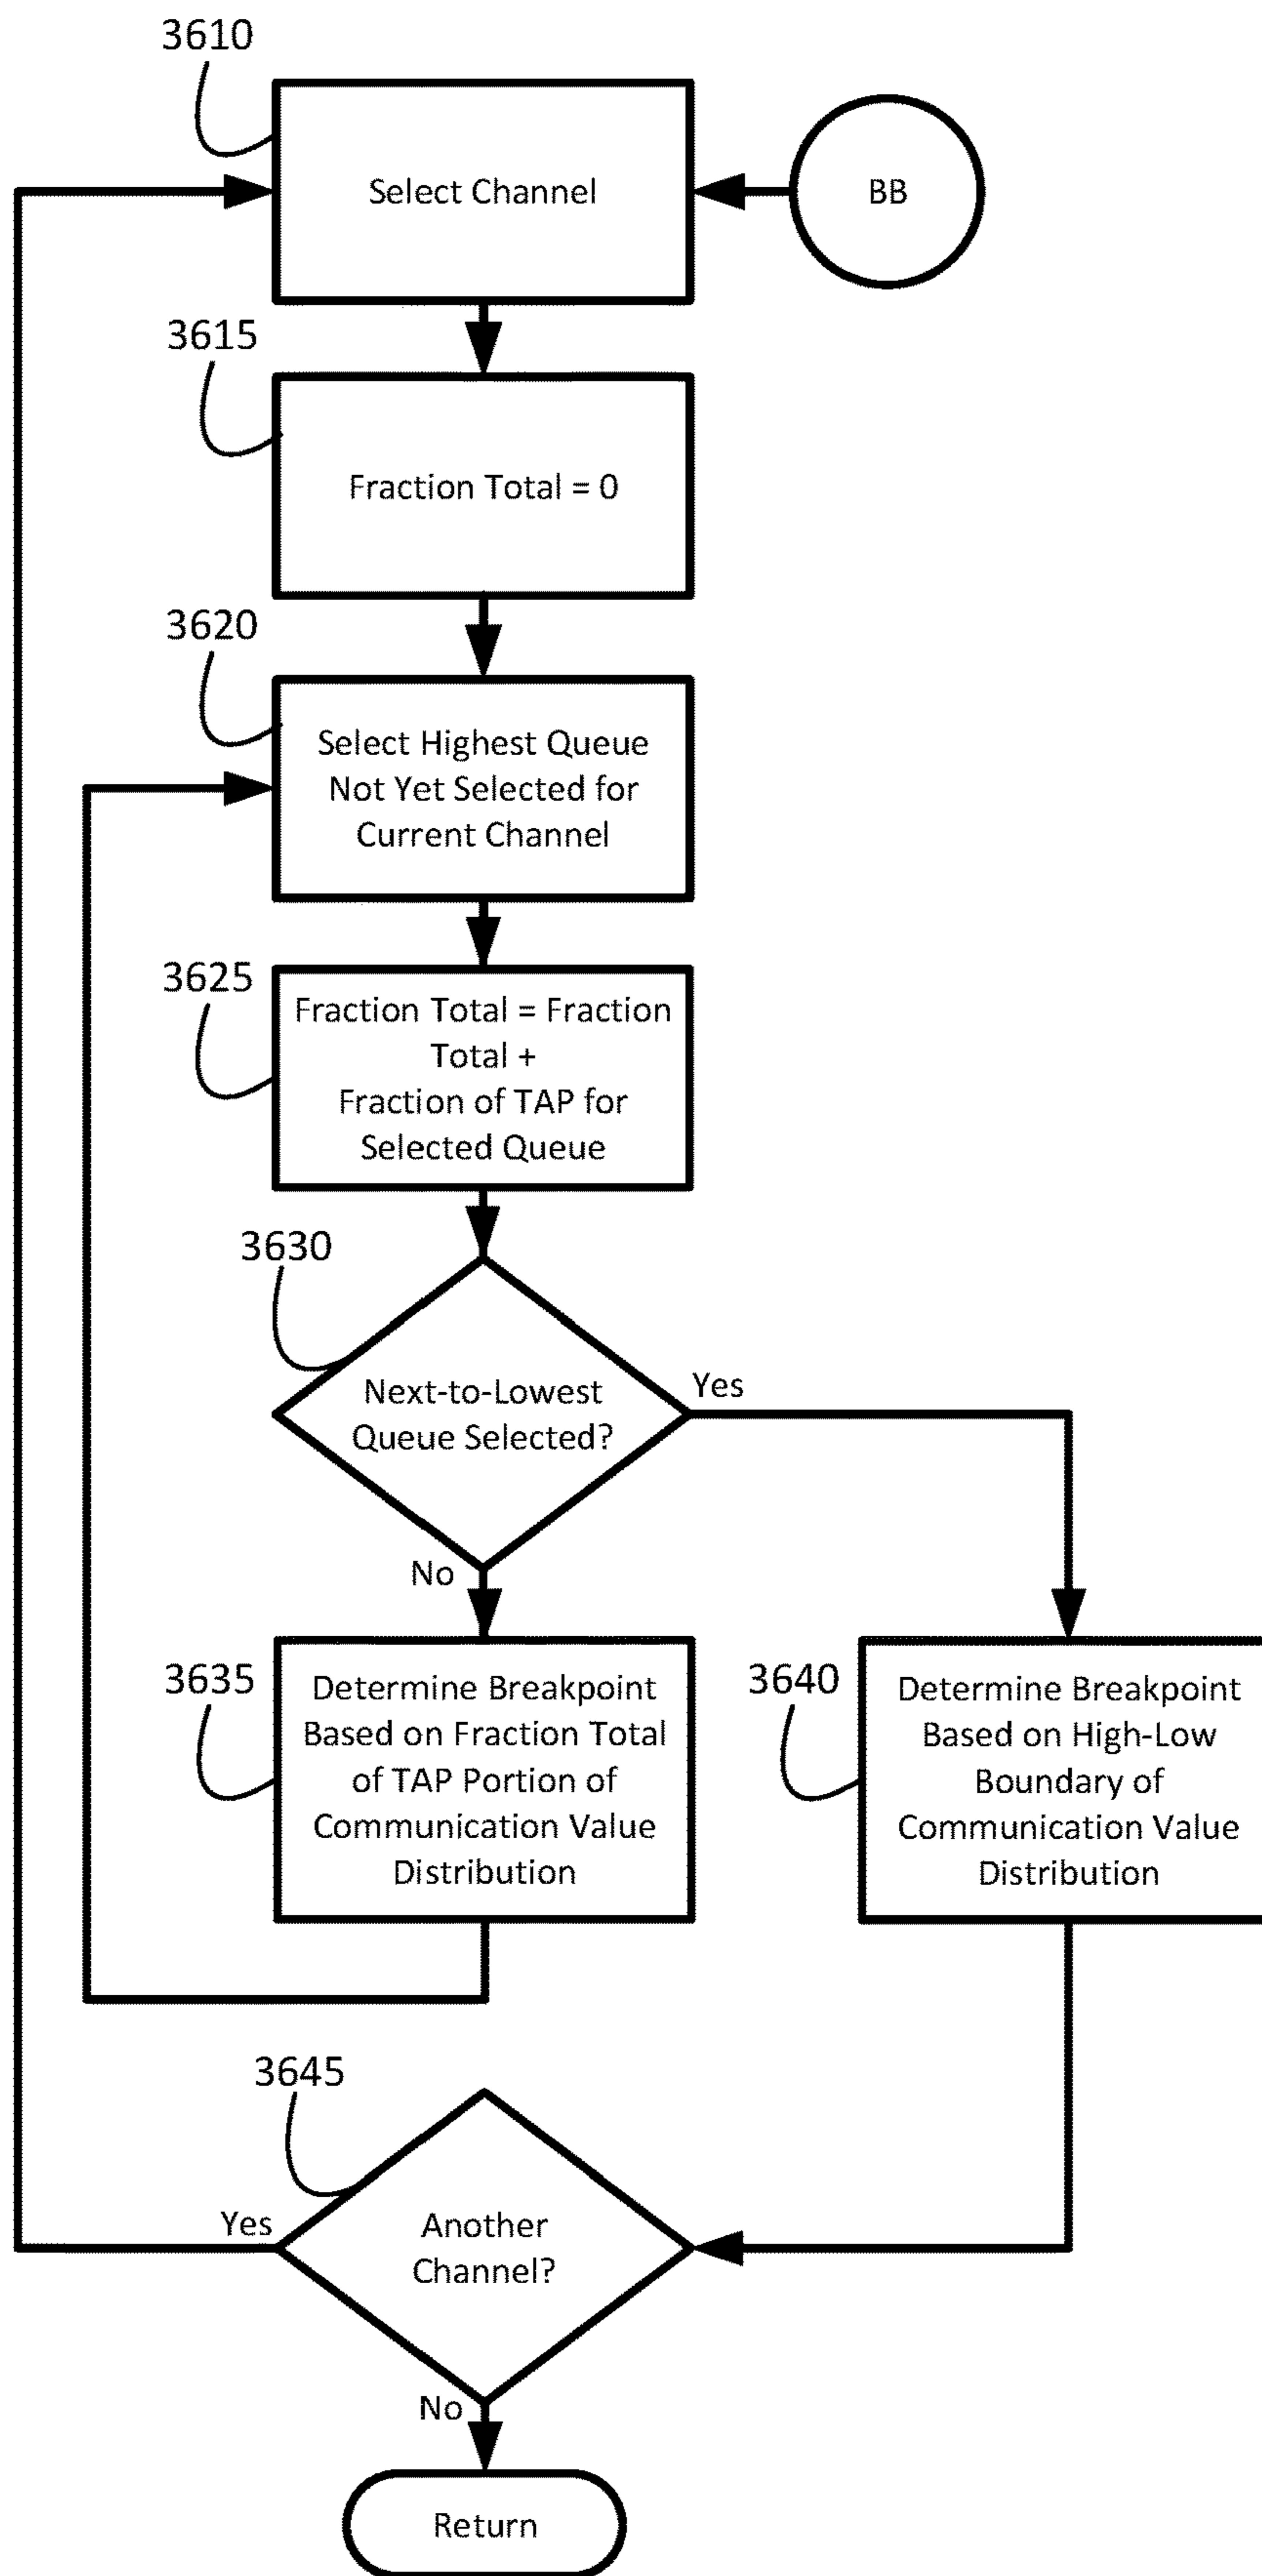 3610
Select Channel
BB
3615
Fraction Total = 0
3620
Select Highest Queue
Not Yet Selected for
Current Channel
3625
Fraction Total = Fraction
Total +
Fraction of TAP for
Selected Queue
3630
Next-to-Lowest
Queue Selected?
Yes
No
3635
Determine Breakpoint
Based on Fraction Total
of TAP Portion of
Communication Value
Distribution
3640
Determine Breakpoint
Based on High-Low
Boundary of
Communication Value
Distribution
3645
Another
Channel?
Yes
No
Return